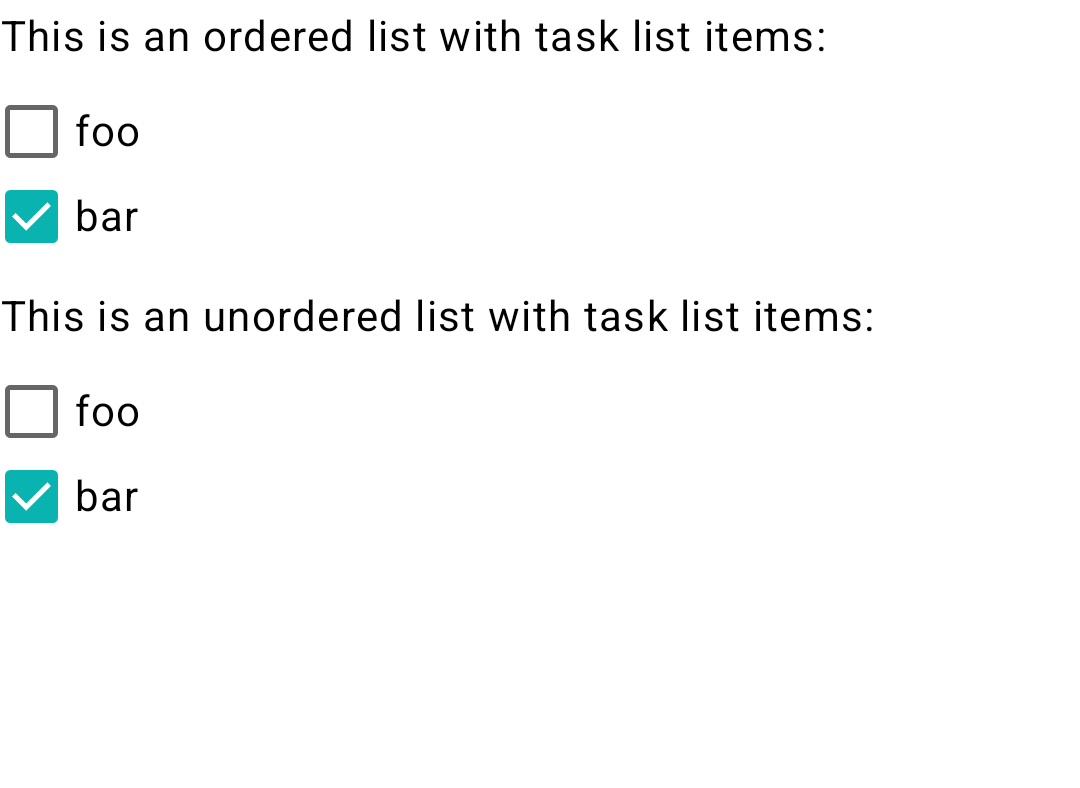 This is an ordered list with task list items:
foo
bar
This is an unordered list with task list items:
foo
bar